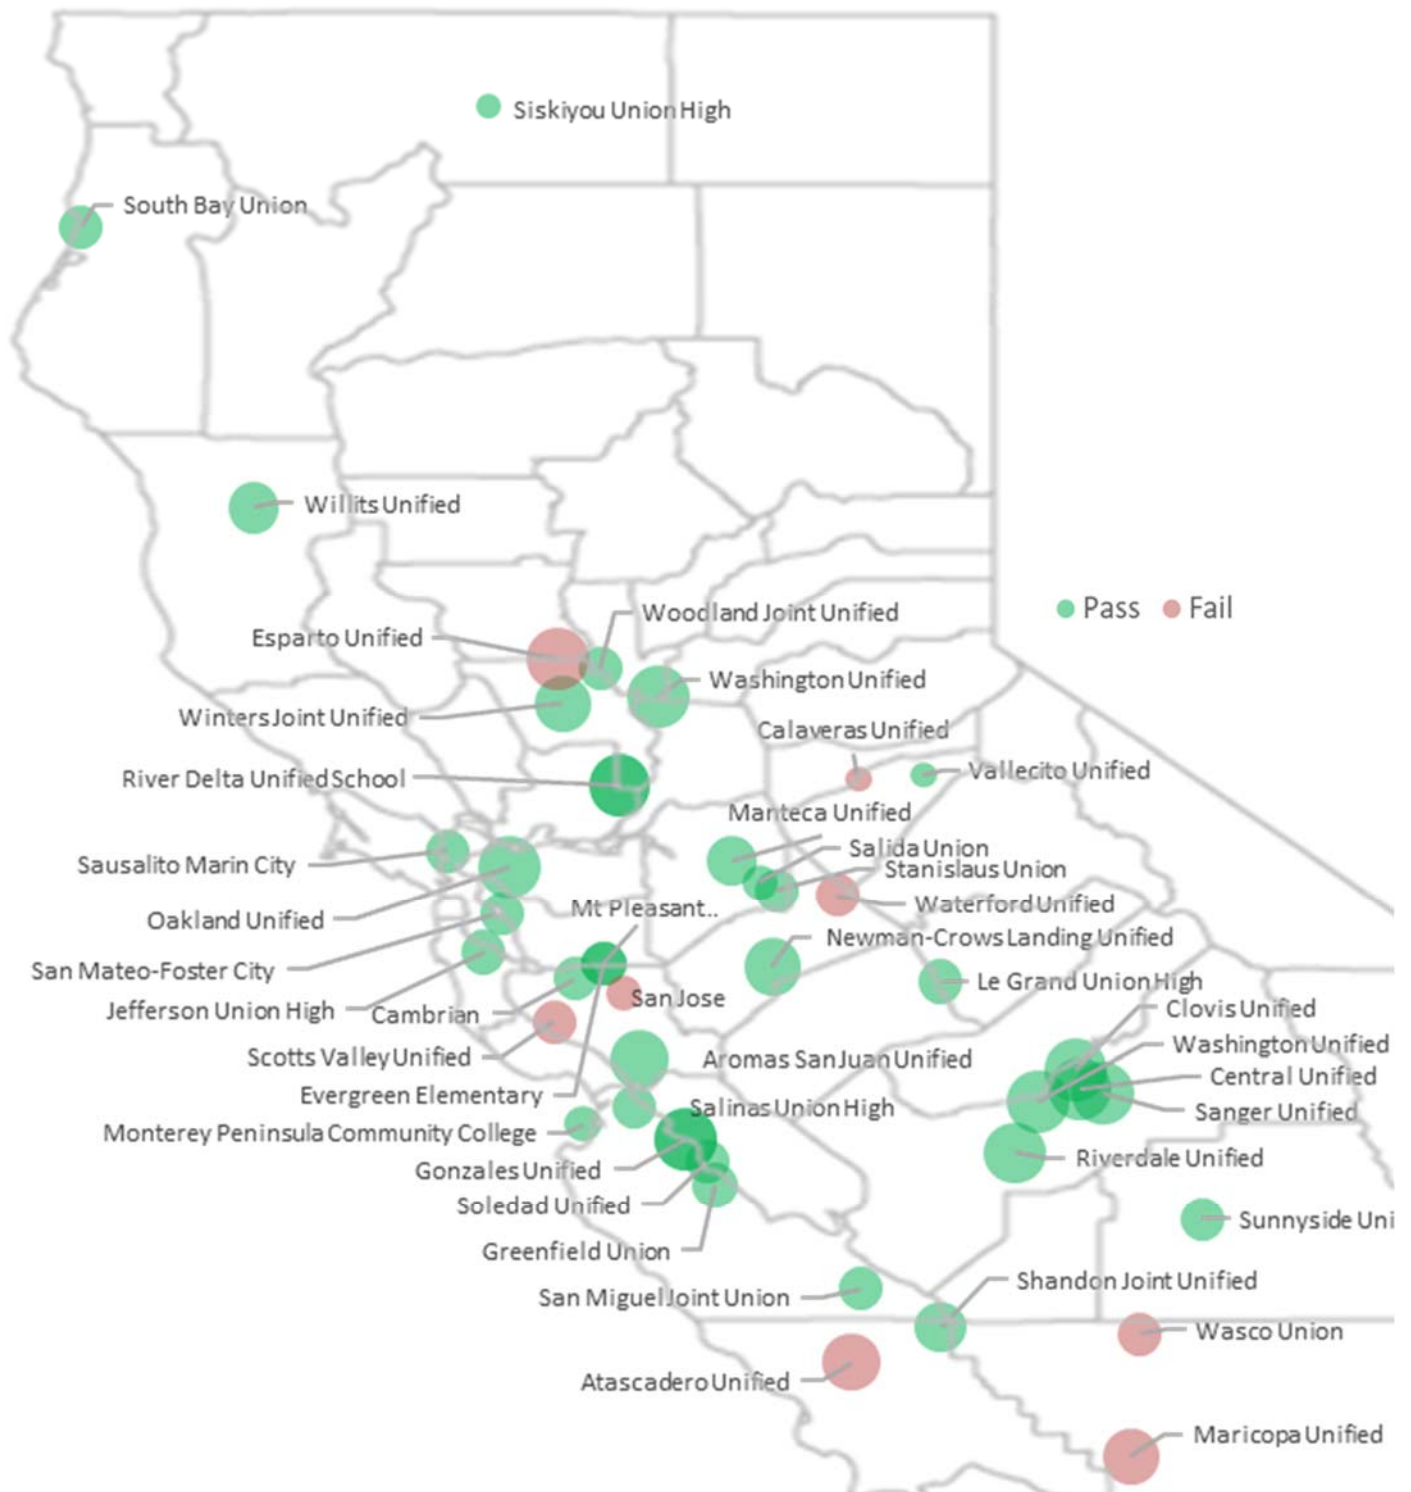 Siskiyou Union High
South Bay Union
Willits Unified
Pass Fail
Woodland Joint Unified
Esparto Unified
Washington Unified
Winters Joint Unified
Calaveras Unified
Vallecito Unified
River Delta Unified School
Manteca Unified
Salida Union
Sausalito Marin City
Stanislaus Union
Waterford Unified
Mt Pleasant..
Oakland Unified
Newman-Crows Landing Unified
San Mateo-Foster City
Le Grand Union High
San Jose
Clovis Unified
Jefferson Union High
Cambrian
Washington Unified
Scotts Valley Unified
Aromas San Juan Unified
Central Unified
Evergreen Elementary
Salinas Union High
Sanger Unified
Monterey Peninsula Community College
Riverdale Unified
Gonzales Unified
Soledad Unified
Sunnyside Uni
Greenfield Union
Shandon Joint Unified
San Miguel Joint Union
Wasco Union
Atascadero Unified
Maricopa Unified